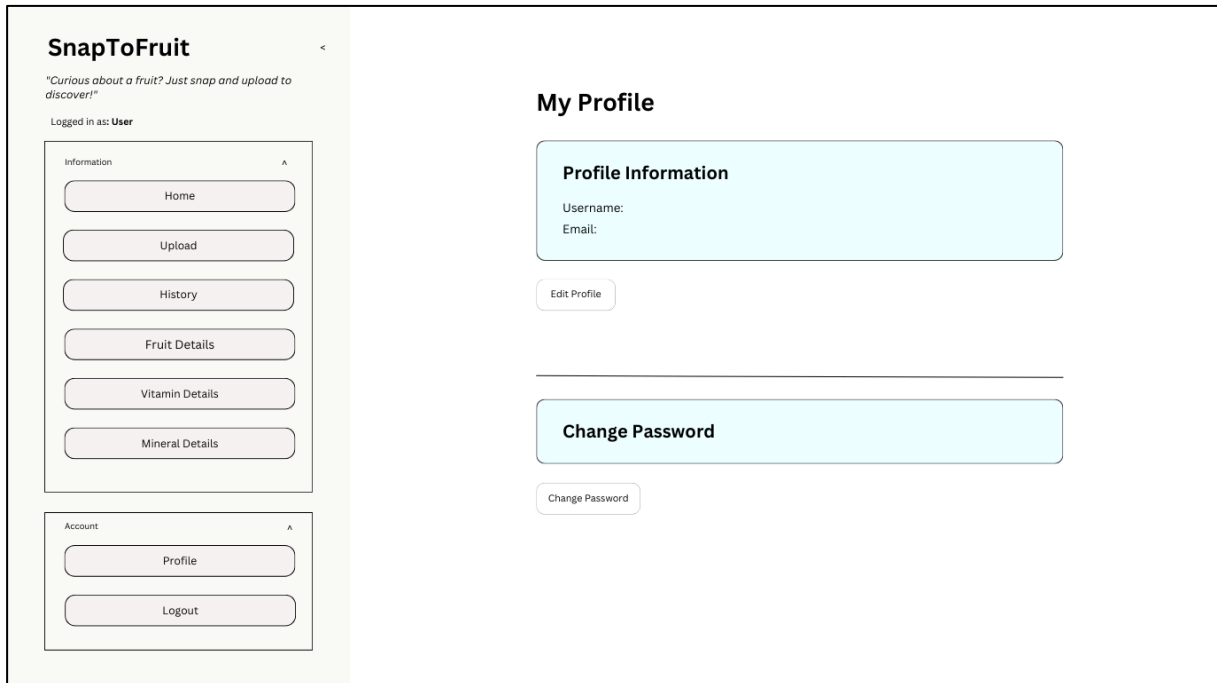 SnapToFruit
<
"Curious about a fruit? Just snap and upload to
discover!"
Logged in as: User
Information ^
Home
Upload
History
Fruit Details
Vitamin Details
Mineral Details
Account ^
Profile
Logout
My Profile
Profile Information
Username:
Email:
Edit Profile
Change Password
Change Password